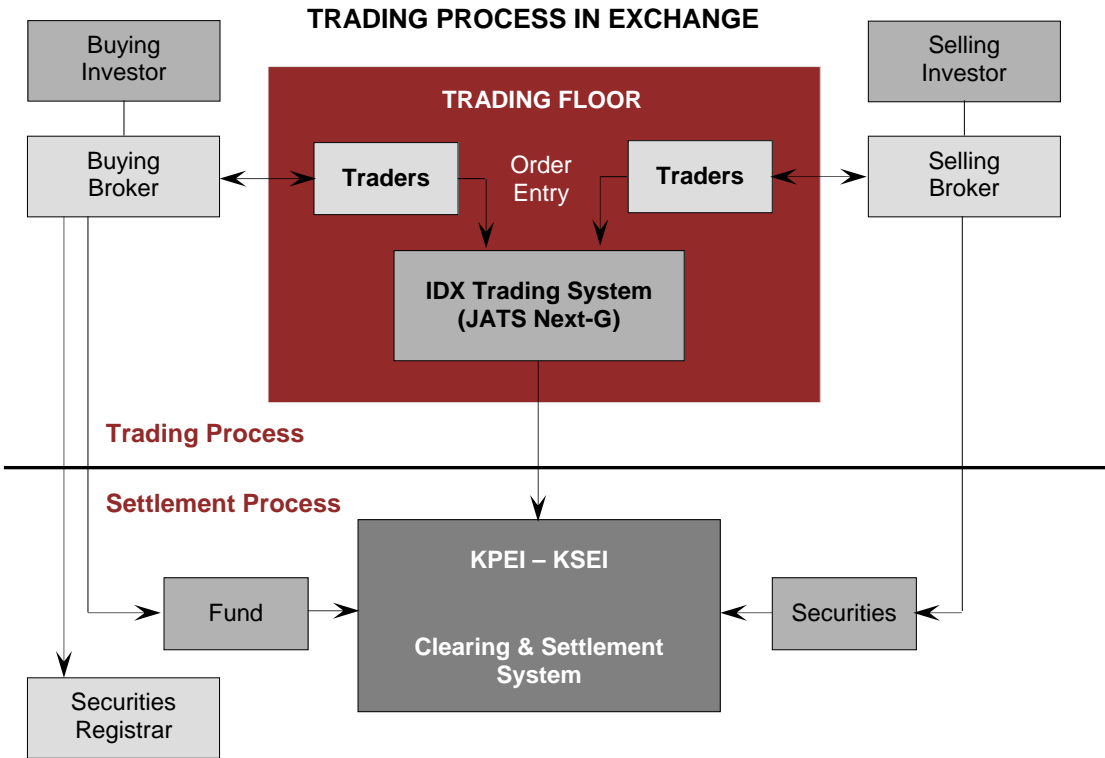 TRADING PROCESS IN EXCHANGE
Buying
Investor
Selling
Investor
TRADING FLOOR
Buying
Broker
Traders
Order
Entry
Traders
Selling
Broker
IDX Trading System
(JATS Next-G)
Trading Process
Settlement Process
KPEI – KSEI
Fund
Securities
Clearing & Settlement
System
Securities
Registrar